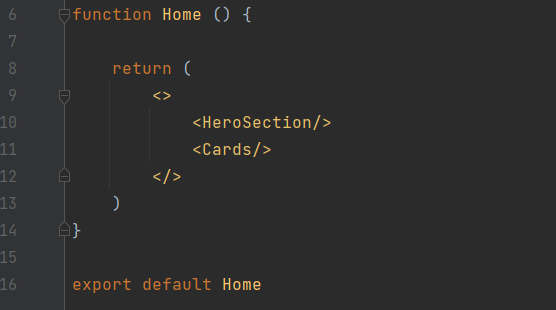 6 function Home () {
7
8     return (
9         <>
10             <HeroSection/>
11             <Cards/>
12         </>
13     )
14 }
15
16 export default Home